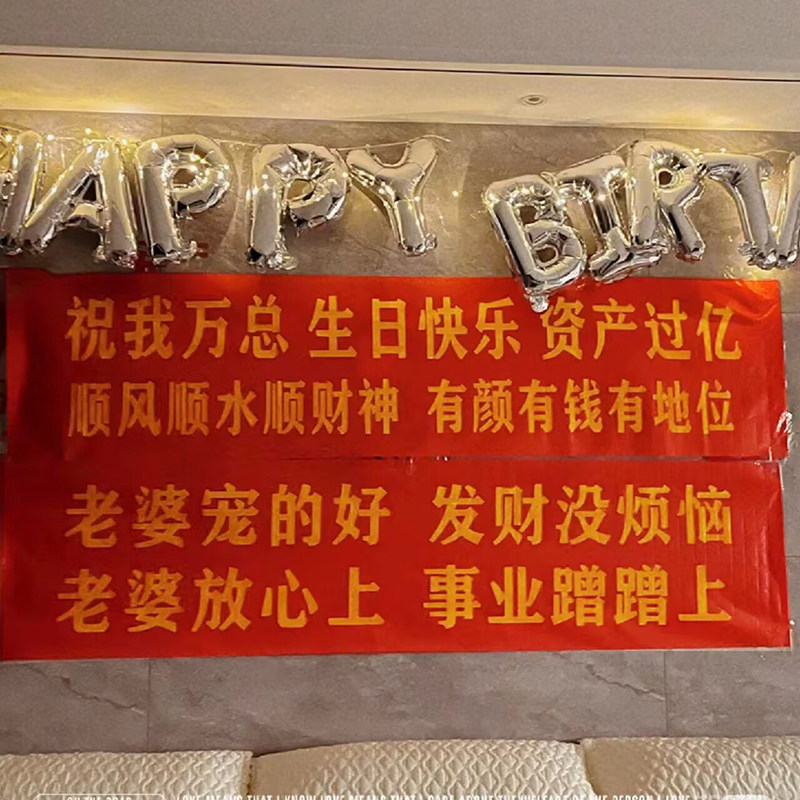 HAPPY BIRTH
祝我万总 生日快乐 资产过亿
顺风顺水顺财神 有颜有钱有地位
老婆宠的好 发财没烦恼
老婆放心上 事业蹭蹭上